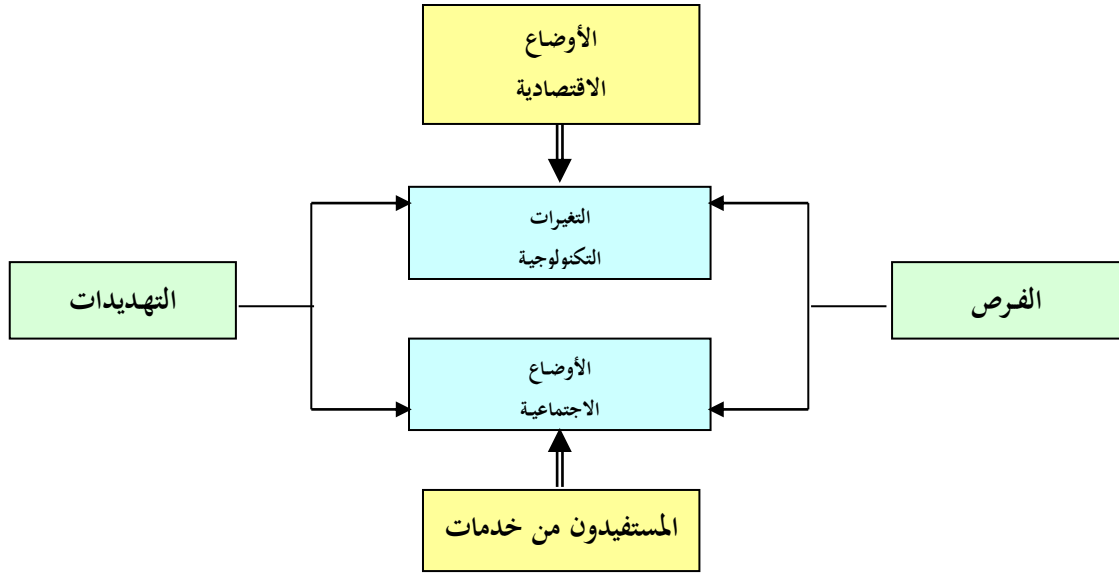 الأوضاع
الاقتصادية
التغيرات
التكنولوجية
الفرص
التهديدات
الأوضاع
الاجتماعية
المستفيدون من خدمات